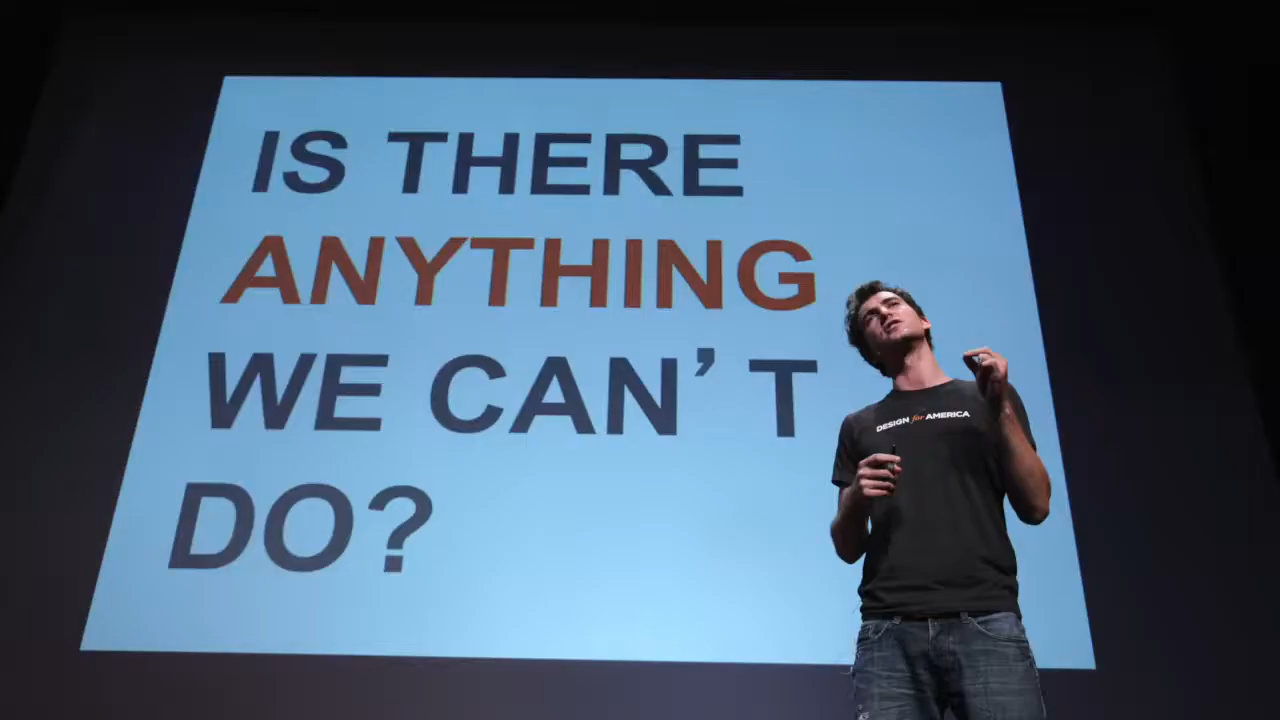 IS THERE
ANYTHING
WE CAN'T
DO?
DESIGN for AMERICA